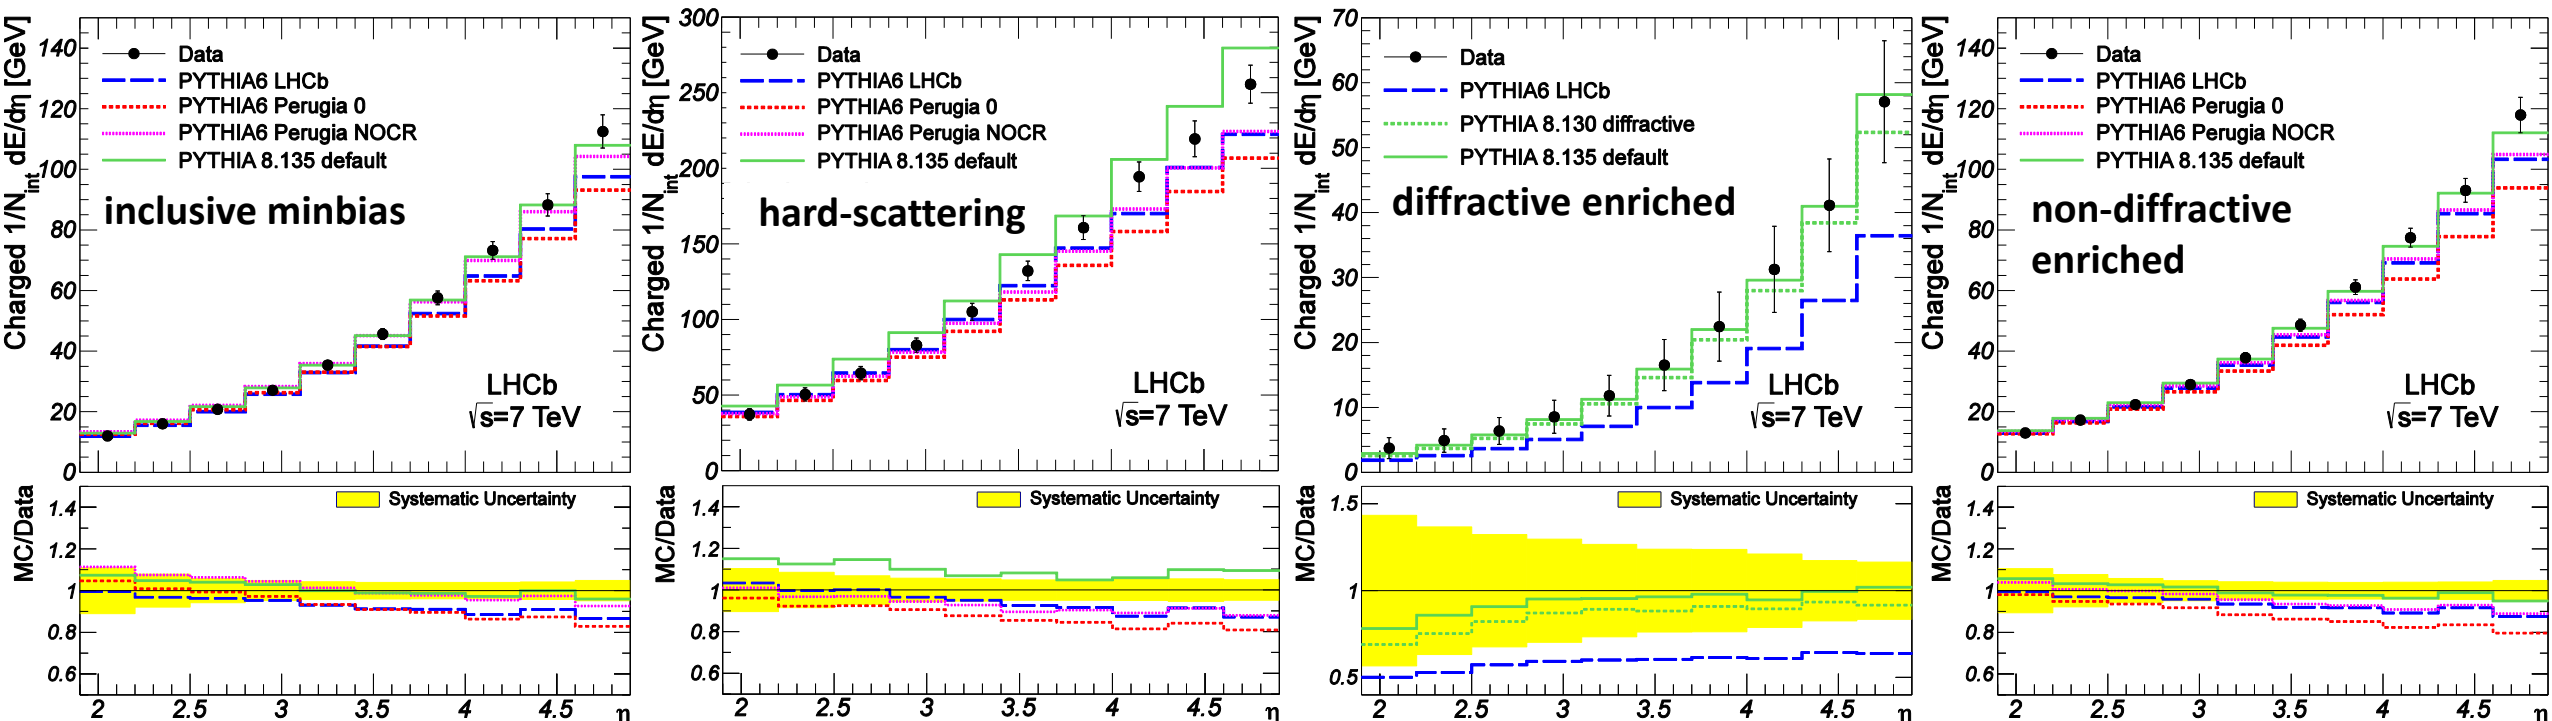 Charged 1/N_int dE/dη [GeV]
140
120
100
80
60
40
20
0
Data
PYTHIA6 LHCb
PYTHIA6 Perugia 0
PYTHIA6 Perugia NOCR
PYTHIA 8.135 default
inclusive minbias
LHCb
√s=7 TeV
MC/Data
1.4
1.2
1
0.8
0.6
Systematic Uncertainty
2 2.5 3 3.5 4 4.5 η
Charged 1/N_int dE/dη [GeV]
300
250
200
150
100
50
0
Data
PYTHIA6 LHCb
PYTHIA6 Perugia 0
PYTHIA6 Perugia NOCR
PYTHIA 8.135 default
hard-scattering
LHCb
√s=7 TeV
MC/Data
1.4
1.2
1
0.8
0.6
Systematic Uncertainty
2 2.5 3 3.5 4 4.5 η
Charged 1/N_int dE/dη [GeV]
70
60
50
40
30
20
10
0
Data
PYTHIA6 LHCb
PYTHIA 8.130 diffractive
PYTHIA 8.135 default
diffractive enriched
LHCb
√s=7 TeV
MC/Data
1.5
1
0.5
Systematic Uncertainty
2 2.5 3 3.5 4 4.5 η
Charged 1/N_int dE/dη [GeV]
140
120
100
80
60
40
20
0
Data
PYTHIA6 LHCb
PYTHIA6 Perugia 0
PYTHIA6 Perugia NOCR
PYTHIA 8.135 default
non-diffractive
enriched
LHCb
√s=7 TeV
MC/Data
1.4
1.2
1
0.8
0.6
Systematic Uncertainty
2 2.5 3 3.5 4 4.5 η